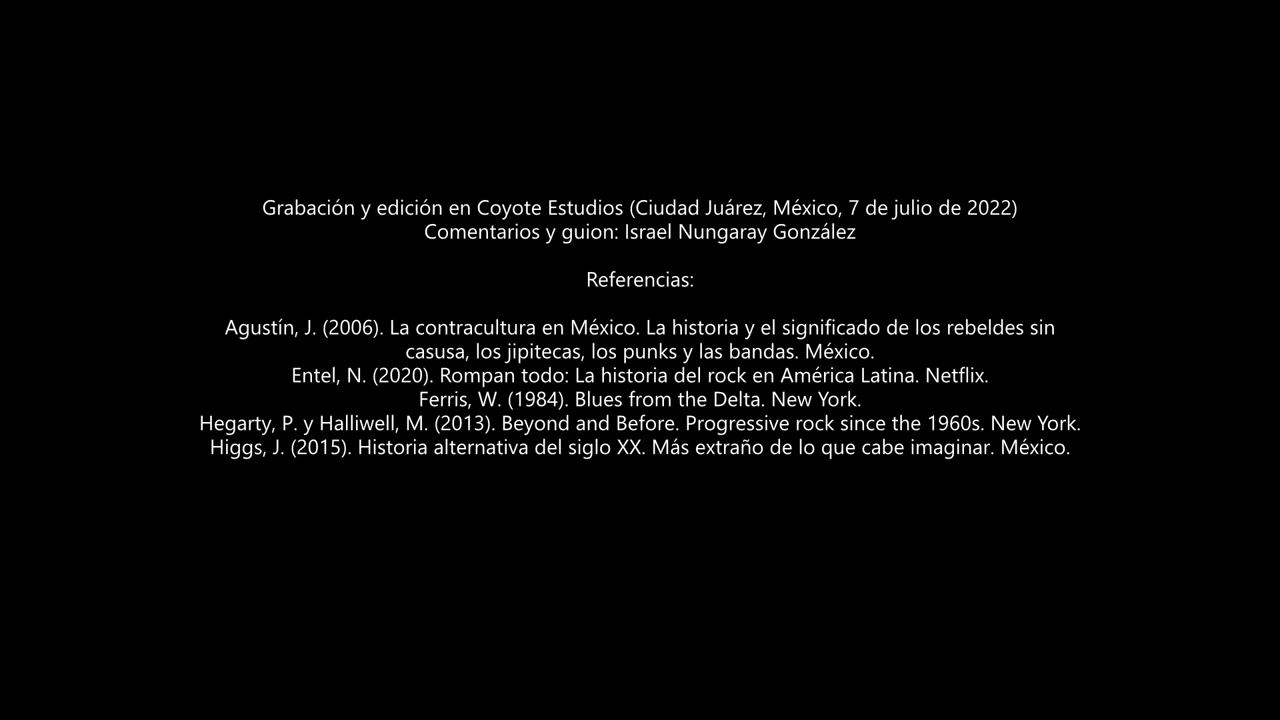 Grabación y edición en Coyote Estudios (Ciudad Juárez, México, 7 de julio de 2022)
Comentarios y guion: Israel Nungaray González
Referencias:
Agustín, J. (2006). La contracultura en México. La historia y el significado de los rebeldes sin
casusa, los jipitecas, los punks y las bandas. México.
Entel, N. (2020). Rompan todo: La historia del rock en América Latina. Netflix.
Ferris, W. (1984). Blues from the Delta. New York.
Hegarty, P. y Halliwell, M. (2013). Beyond and Before. Progressive rock since the 1960s. New York.
Higgs, J. (2015). Historia alternativa del siglo XX. Más extraño de lo que cabe imaginar. México.